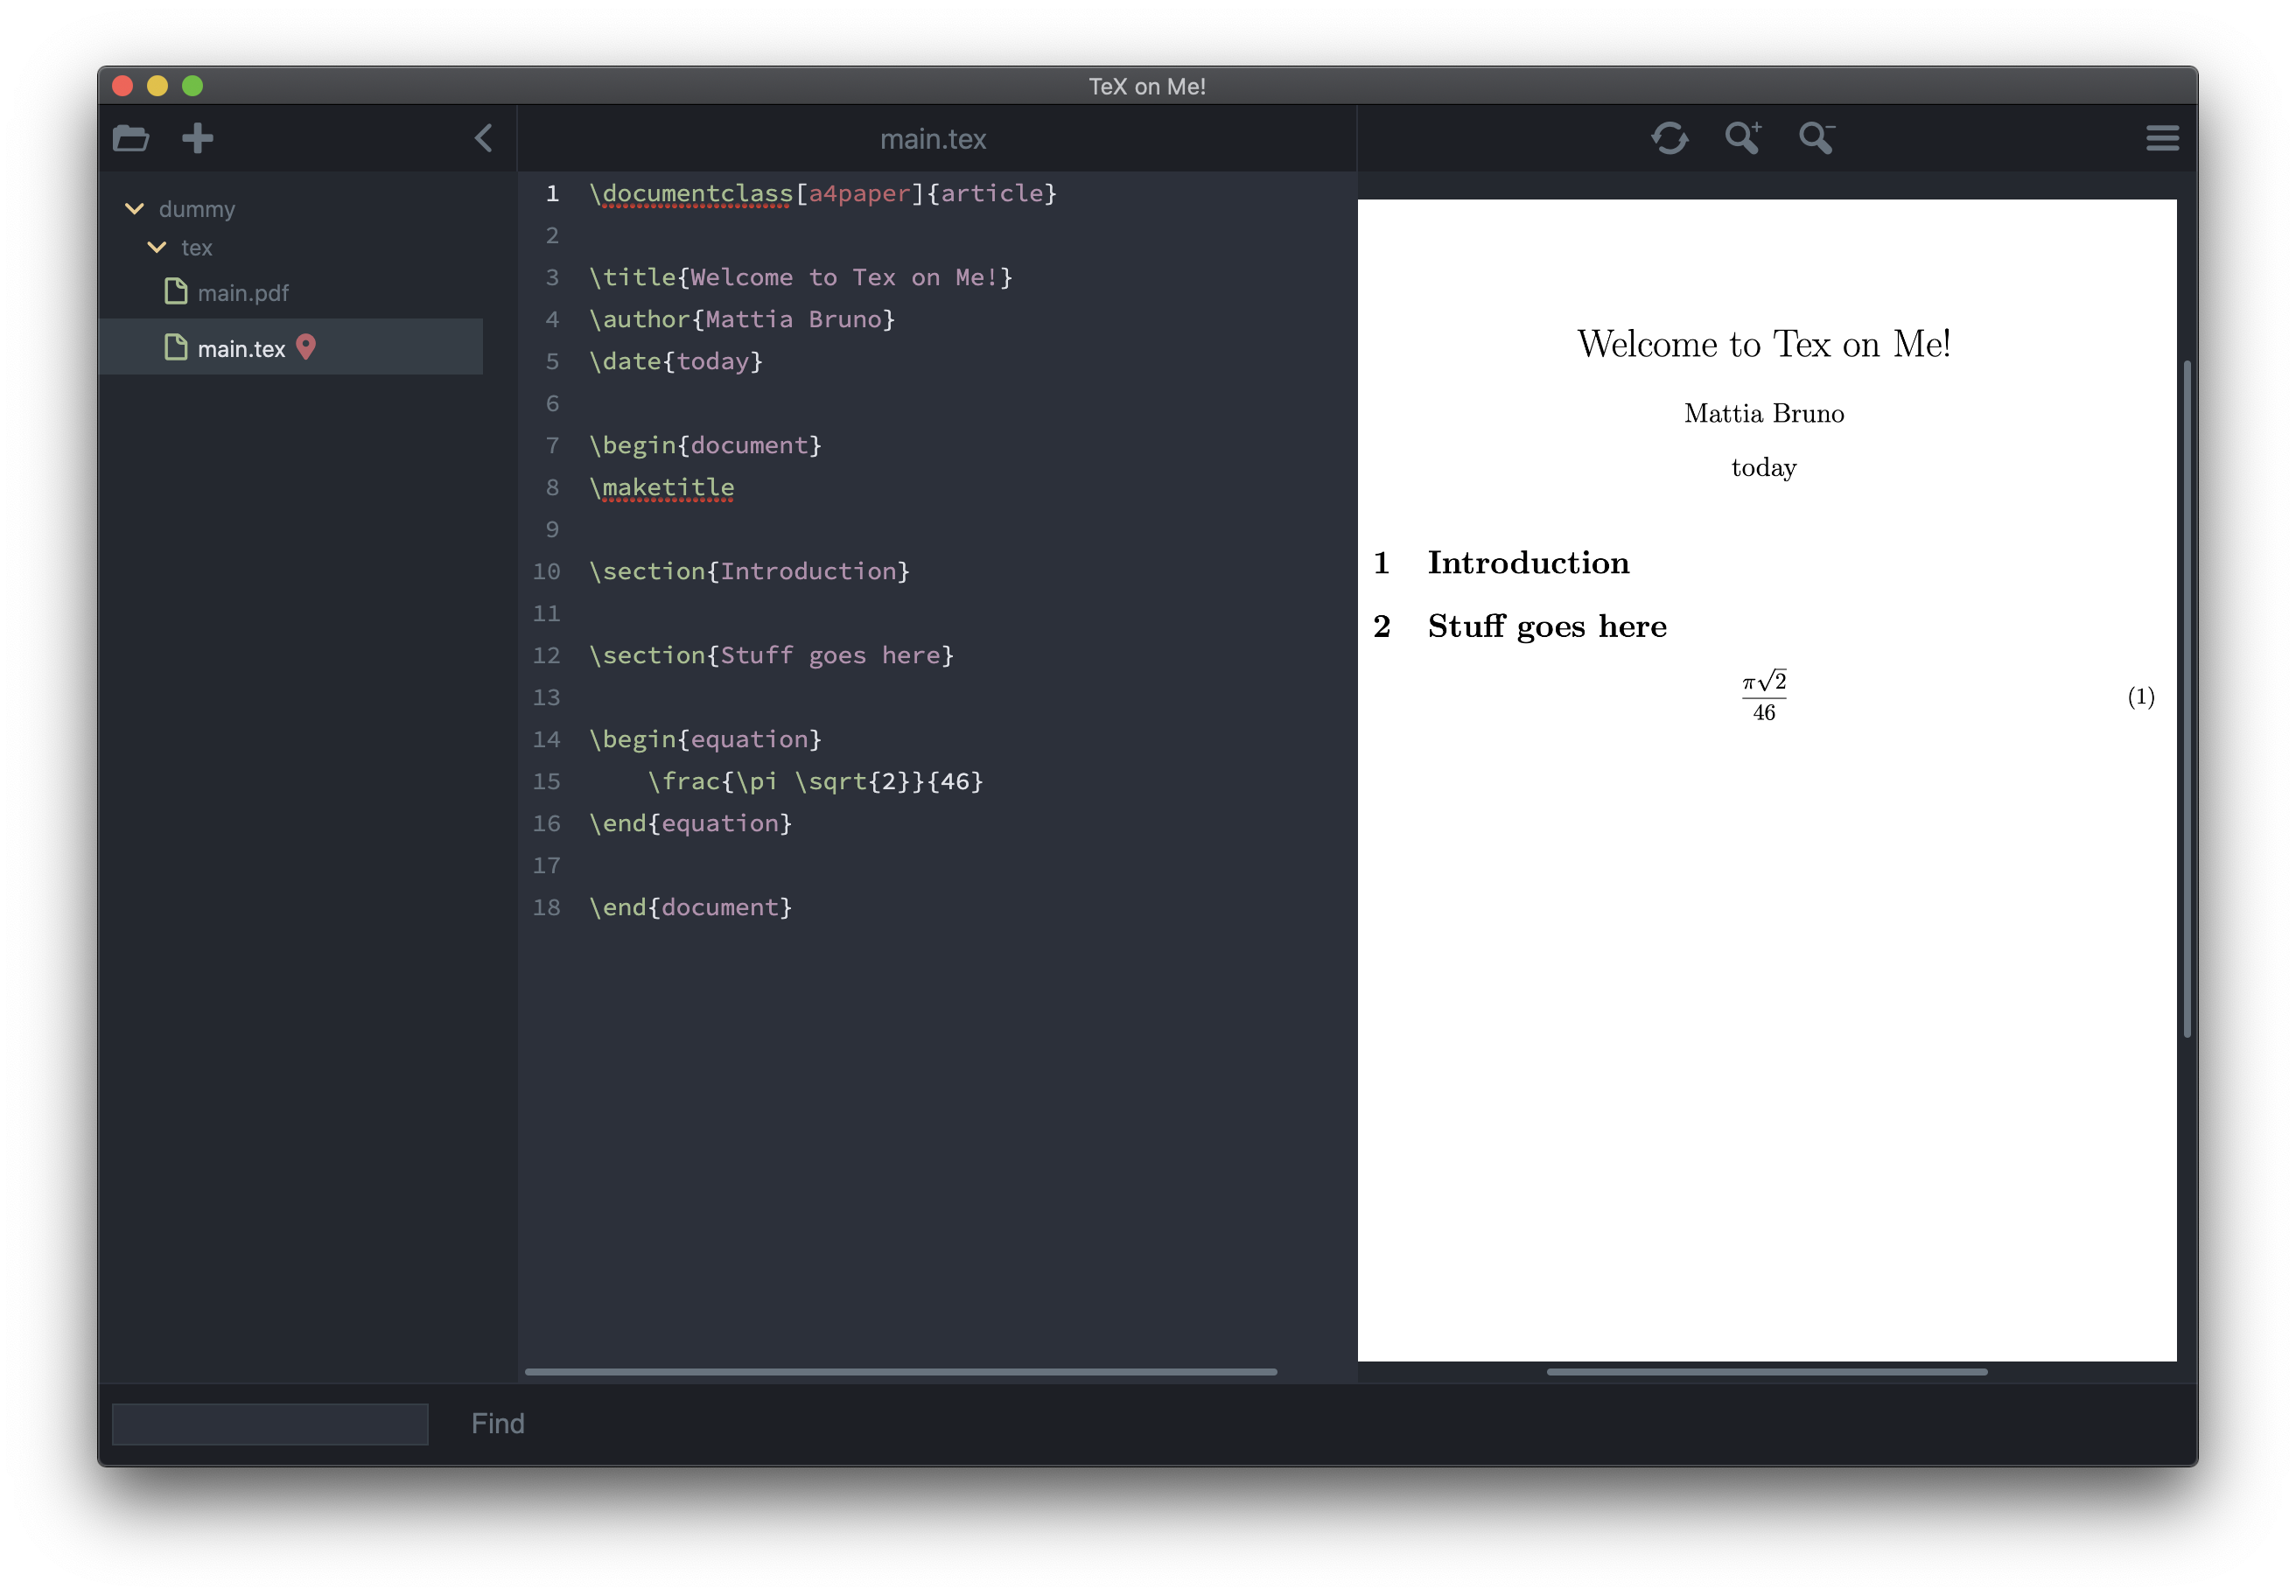 TeX on Me!
main.tex
dummy
tex
main.pdf
main.tex
1 \documentclass[a4paper]{article}
2
3 \title{Welcome to Tex on Me!}
4 \author{Mattia Bruno}
5 \date{today}
6
7 \begin{document}
8 \maketitle
9
10 \section{Introduction}
11
12 \section{Stuff goes here}
13
14 \begin{equation}
15     \frac{\pi \sqrt{2}}{46}
16 \end{equation}
17
18 \end{document}
Welcome to Tex on Me!
Mattia Bruno
today
1 Introduction
2 Stuff goes here
π√2
46
(1)
Find